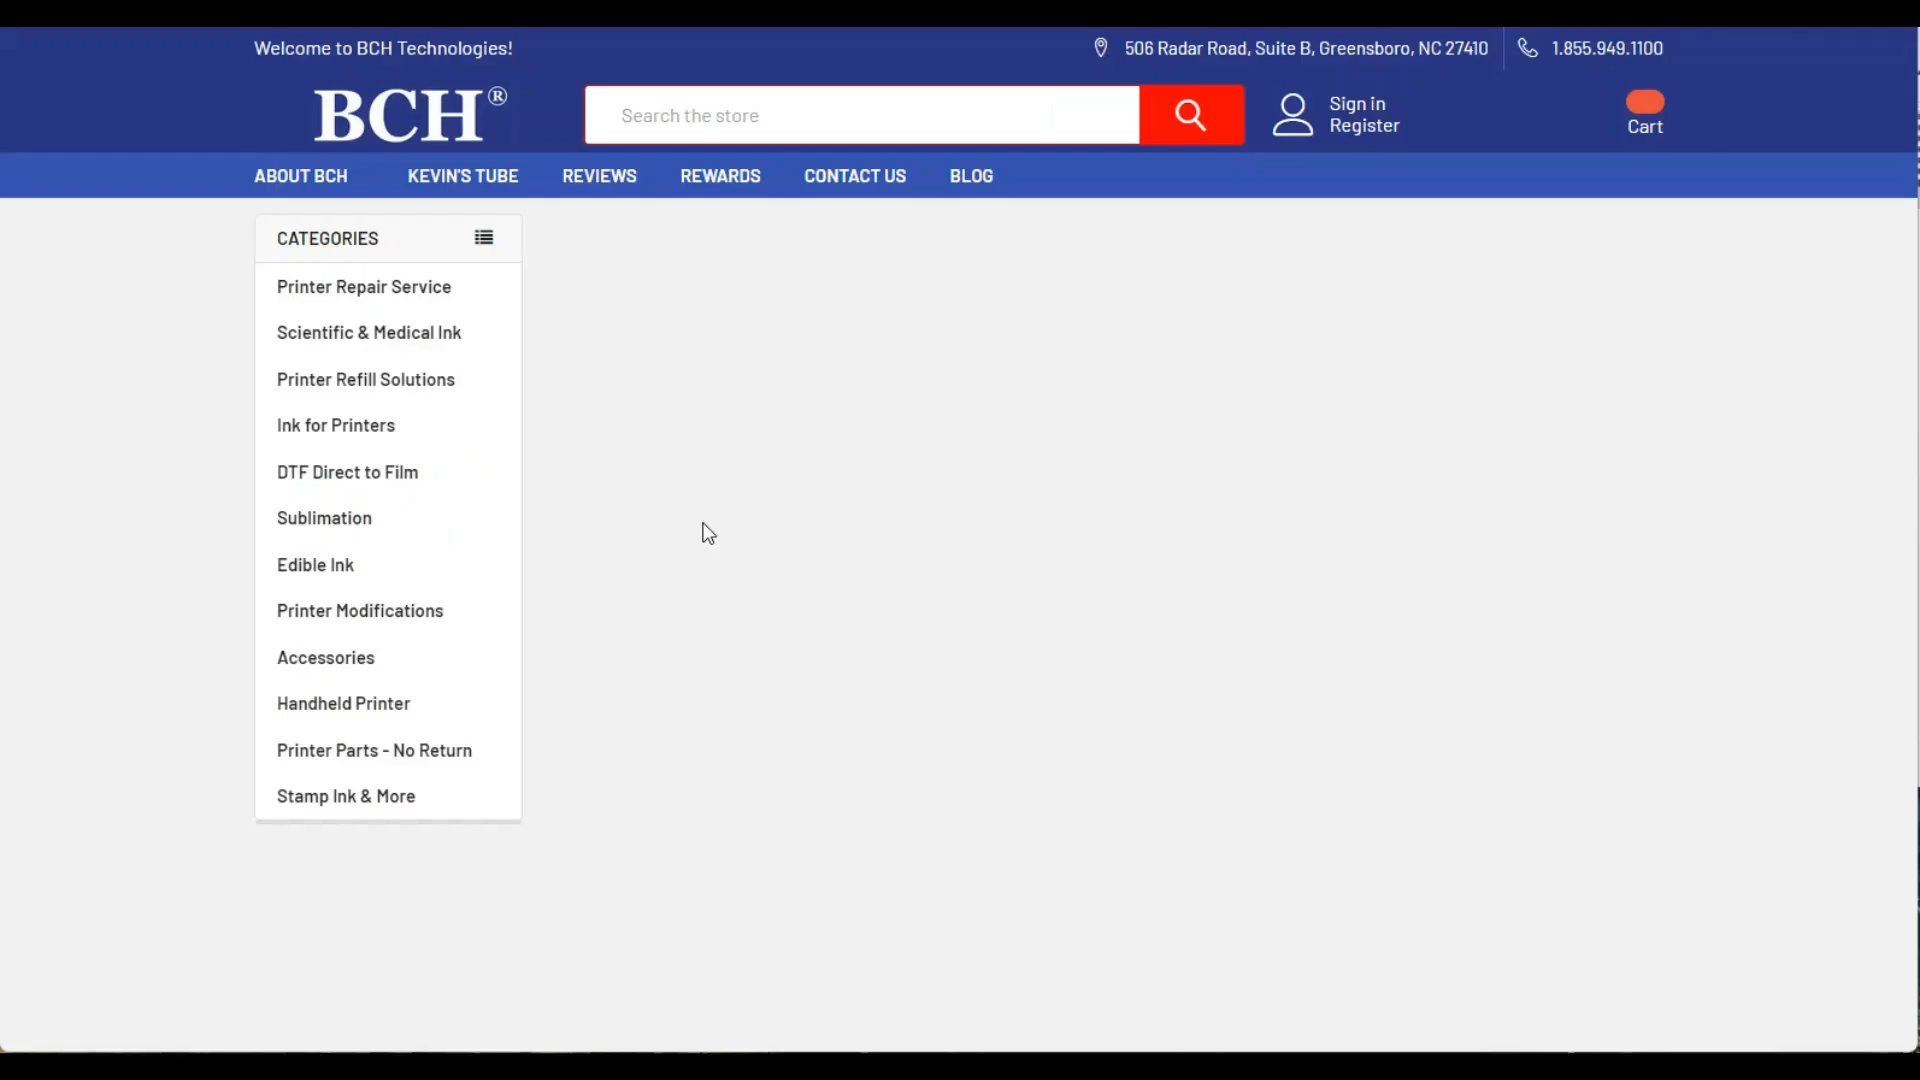 Welcome to BCH Technologies!
506 Radar Road, Suite B, Greensboro, NC 27410
1.855.949.1100
BCH®
Search the store
Sign in
Register
Cart
ABOUT BCH
KEVIN'S TUBE
REVIEWS
REWARDS
CONTACT US
BLOG
CATEGORIES
Printer Repair Service
Scientific & Medical Ink
Printer Refill Solutions
Ink for Printers
DTF Direct to Film
Sublimation
Edible Ink
Printer Modifications
Accessories
Handheld Printer
Printer Parts - No Return
Stamp Ink & More